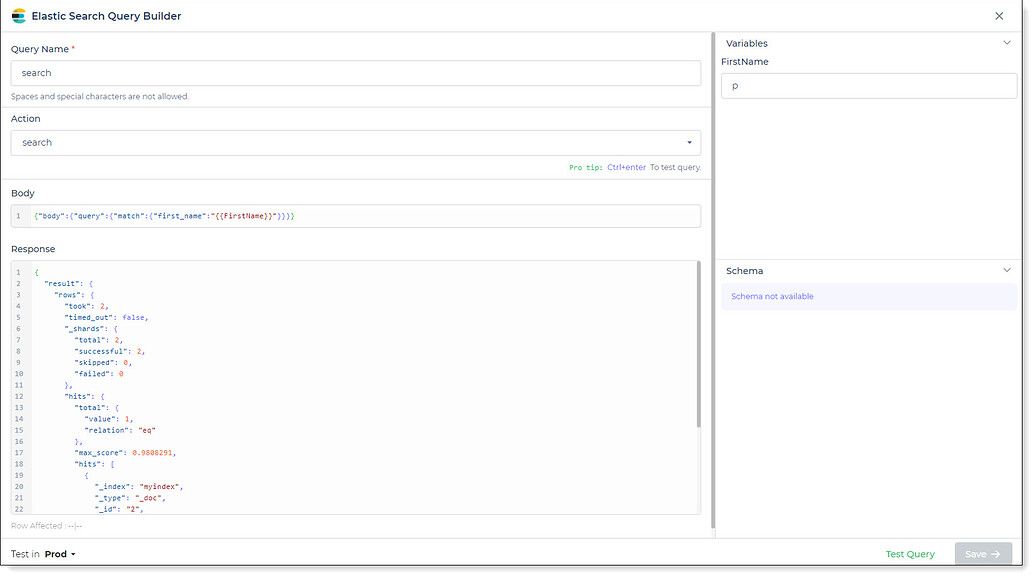 Elastic Search Query Builder
Query Name *
search
Spaces and special characters are not allowed.
Action
search
Pro tip: Ctrl+enter To test query.
Body
1 {"body":{"query":{"match":{"first_name":"{{FirstName}}"}}}}
Response
1 {
2 "result": {
3 "rows": {
4 "took": 2,
5 "timed_out": false,
6 "_shards": {
7 "total": 2,
8 "successful": 2,
9 "skipped": 0,
10 "failed": 0
11 },
12 "hits": {
13 "total": {
14 "value": 1,
15 "relation": "eq"
16 },
17 "max_score": 0.9808291,
18 "hits": [
19 {
20 "_index": "myindex",
21 "_type": "_doc",
22 "_id": "2",
Row Affected : --|--
Test in Prod
Test Query
Save →
Variables
FirstName
p
Schema
Schema not available